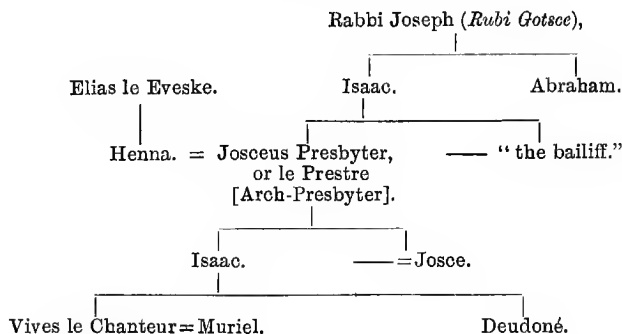 Rabbi Joseph (Rubi Gotsce),
Elias le Eveske. Isaac. Abraham.
Henna. = Josceus Presbyter, — “the bailiff.”
or le Prestre
[Arch-Presbyter].
Isaac. — = Josce.
Vives le Chanteur = Muriel. Deudoné.